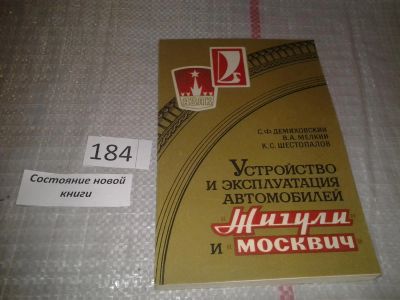 184
Состояние новой
книги
С.Ф.ДЕМИХОВСКИЙ
В.А.МЕЛКИЙ
К.С.ШЕСТОПАЛОВ
УСТРОЙСТВО
И ЭКСПЛУАТАЦИЯ
АВТОМОБИЛЕЙ
"Жигули"
И "МОСКВИЧ"